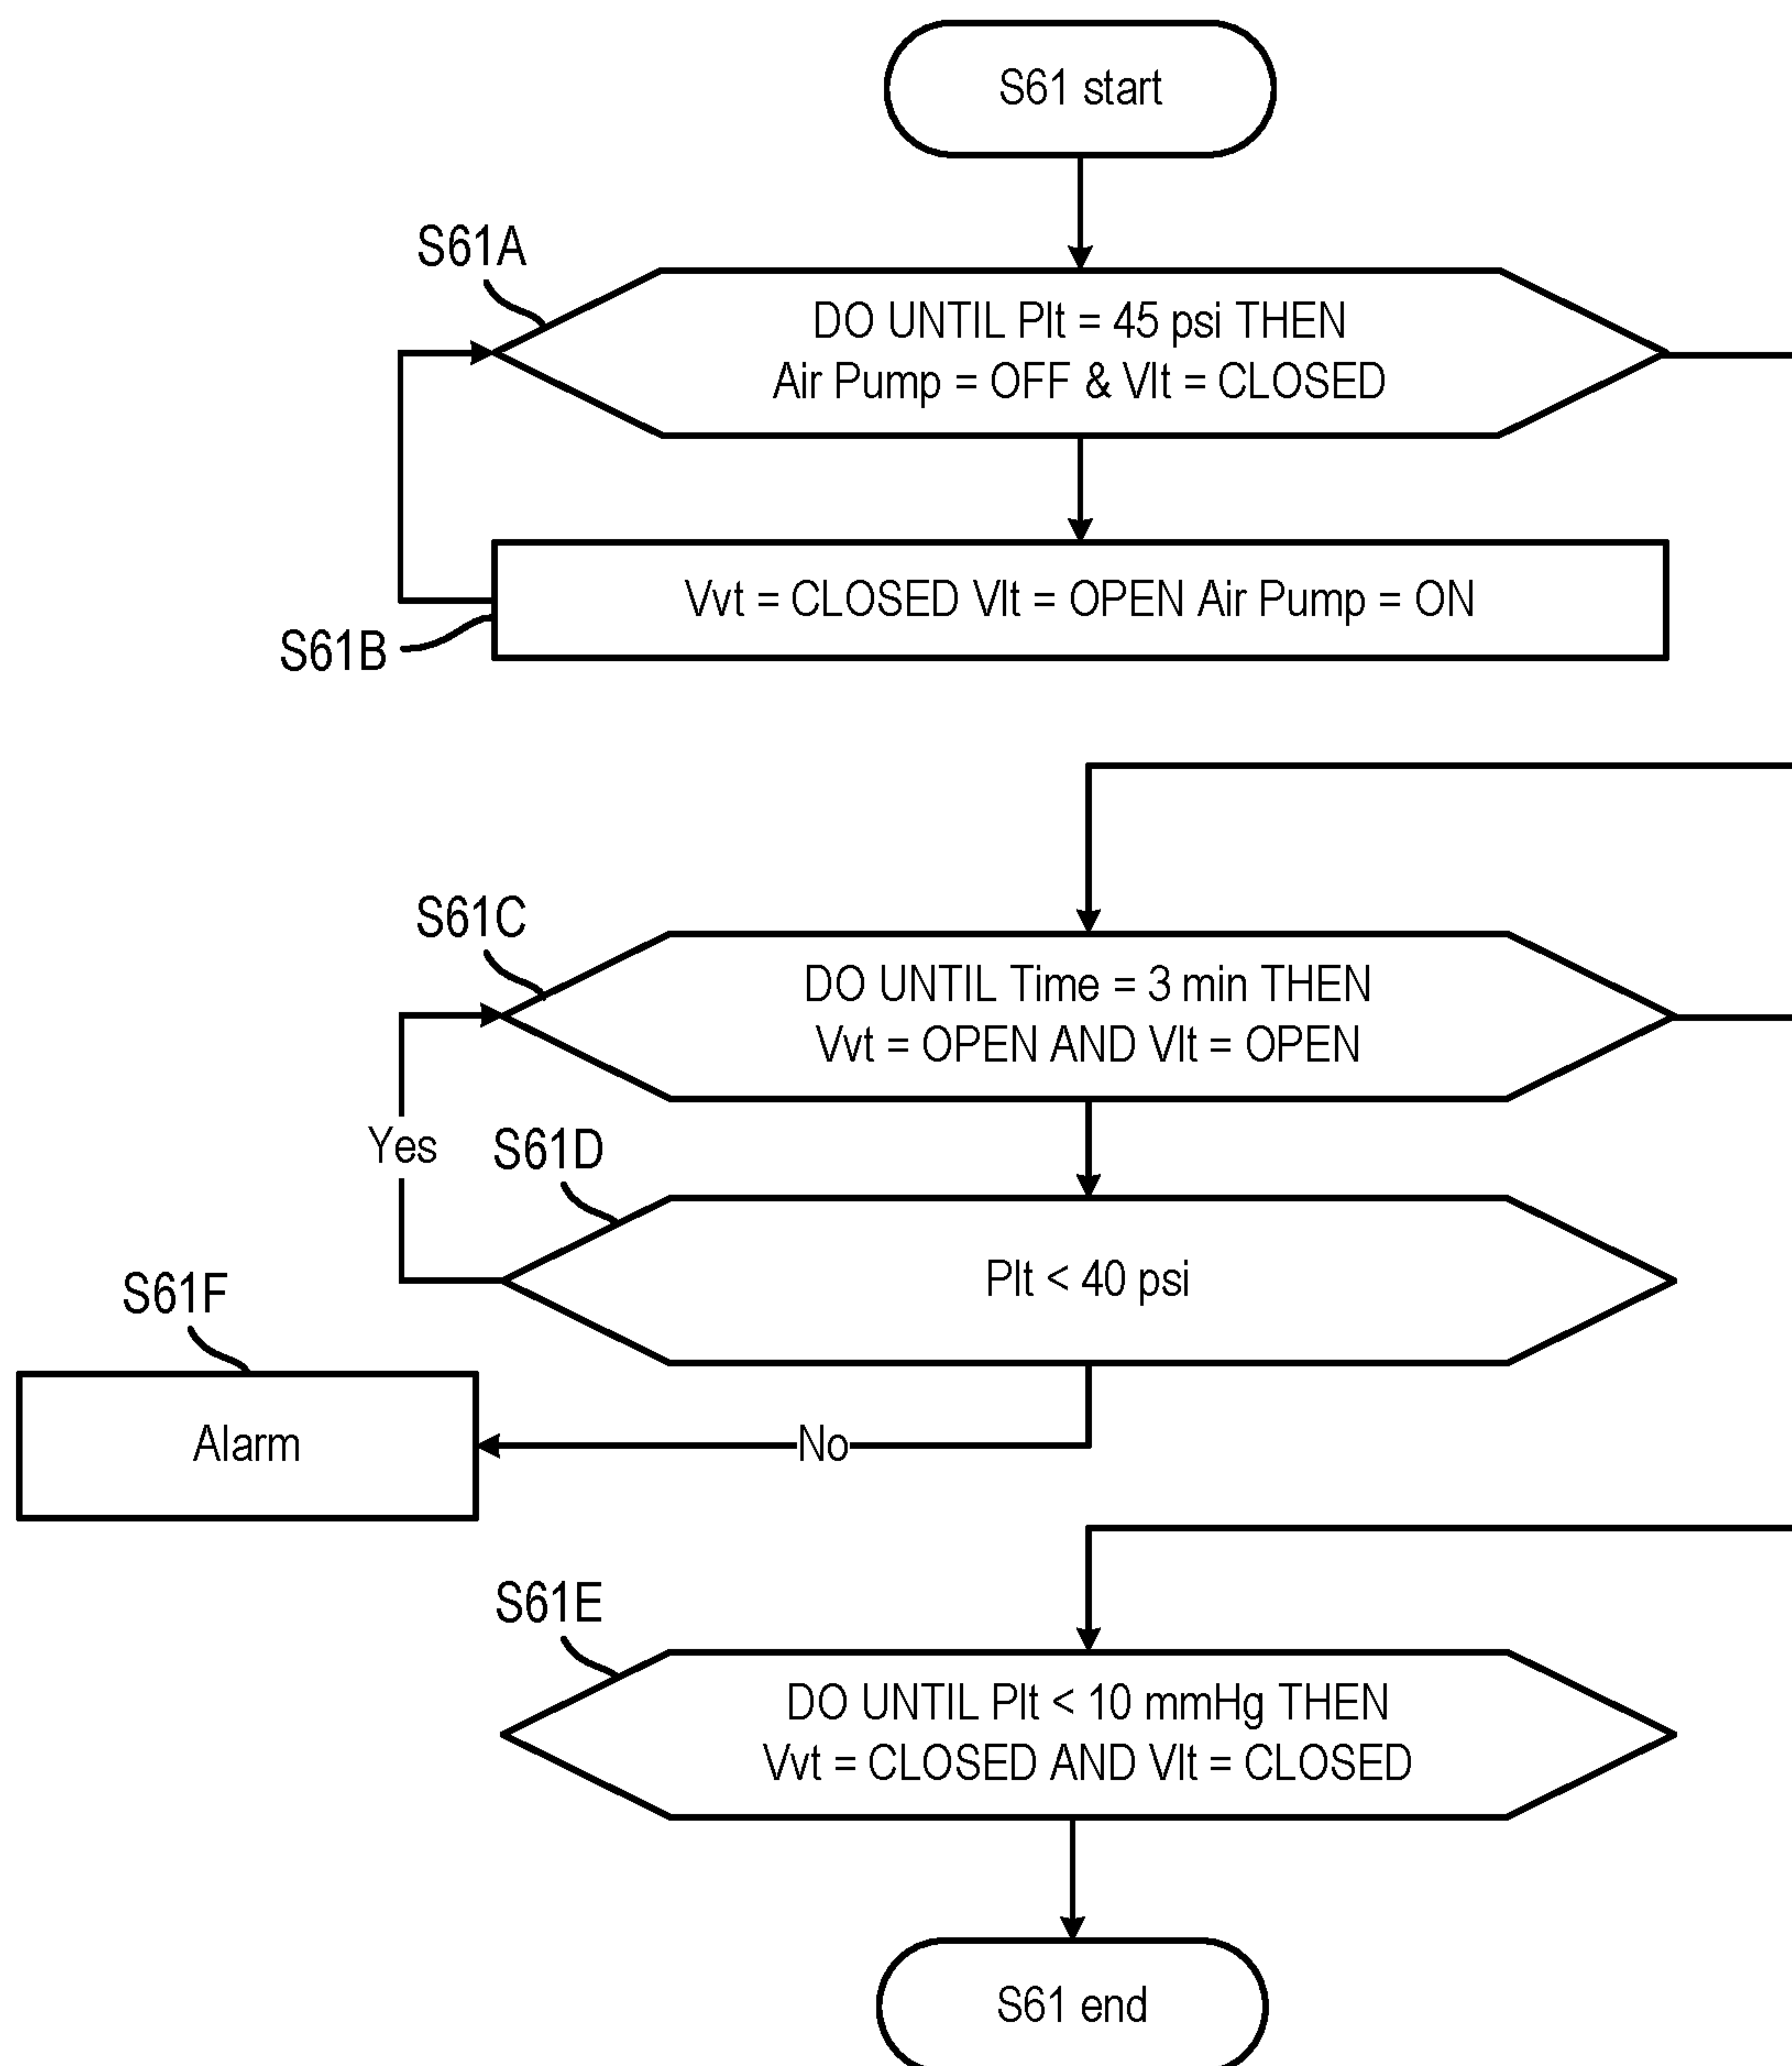 S61 start
S61A
DO UNTIL Plt = 45 psi THEN
Air Pump = OFF & Vlt = CLOSED
Vvt = CLOSED Vlt = OPEN Air Pump = ON
S61B
S61C
DO UNTIL Time = 3 min THEN
Vvt = OPEN AND Vlt = OPEN
Yes
S61D
Plt < 40 psi
S61F
Alarm
No
S61E
DO UNTIL Plt < 10 mmHg THEN
Vvt = CLOSED AND Vlt = CLOSED
S61 end